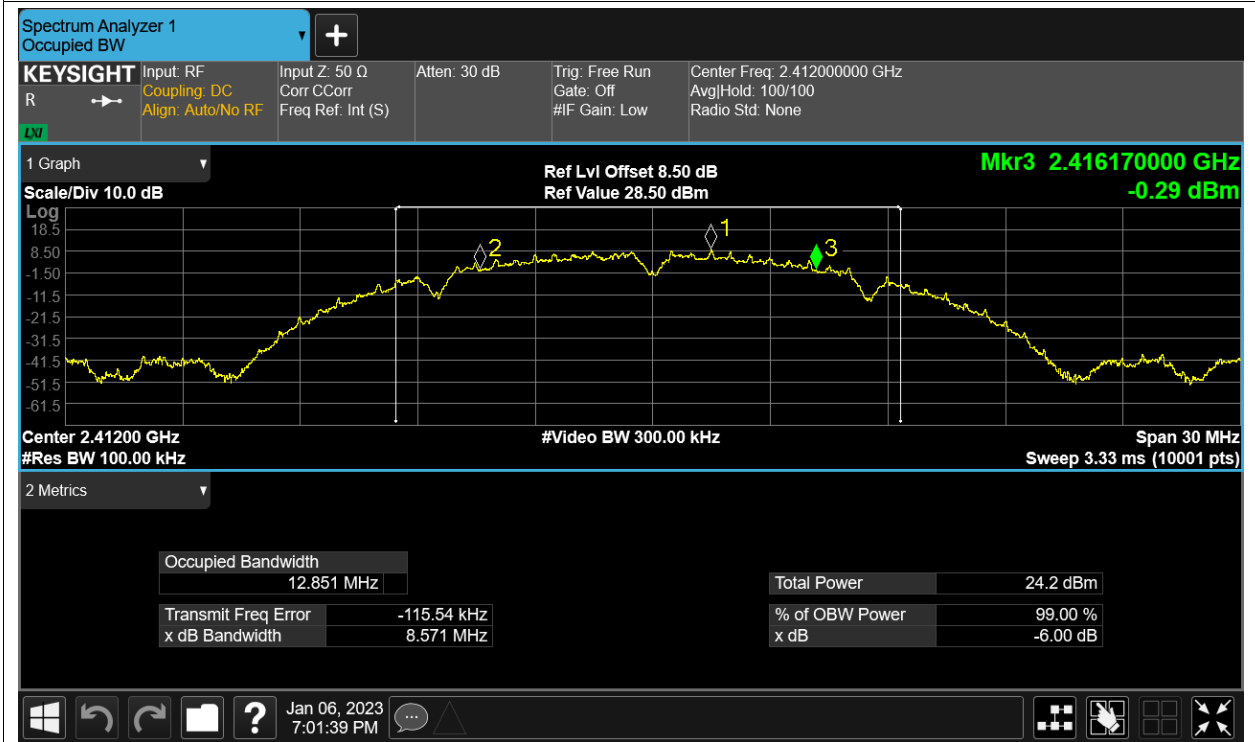 Spectrum Analyzer 1
Occupied BW
KEYSIGHT
R
LXI
Input: RF
Coupling: DC
Align: Auto/No RF
Input Z: 50 Ω
Corr CCorr
Freq Ref: Int (S)
Atten: 30 dB
Trig: Free Run
Gate: Off
#IF Gain: Low
Center Freq: 2.412000000 GHz
Avg|Hold: 100/100
Radio Std: None
1 Graph
Scale/Div 10.0 dB
Ref Lvl Offset 8.50 dB
Ref Value 28.50 dBm
Mkr3 2.416170000 GHz
-0.29 dBm
Log
18.5
8.50
-1.50
-11.5
-21.5
-31.5
-41.5
-51.5
-61.5
2
1
3
Center 2.41200 GHz
#Res BW 100.00 kHz
#Video BW 300.00 kHz
Span 30 MHz
Sweep 3.33 ms (10001 pts)
2 Metrics
Occupied Bandwidth
12.851 MHz
Transmit Freq Error -115.54 kHz
x dB Bandwidth 8.571 MHz
Total Power 24.2 dBm
% of OBW Power 99.00 %
x dB -6.00 dB
?
Jan 06, 2023
7:01:39 PM